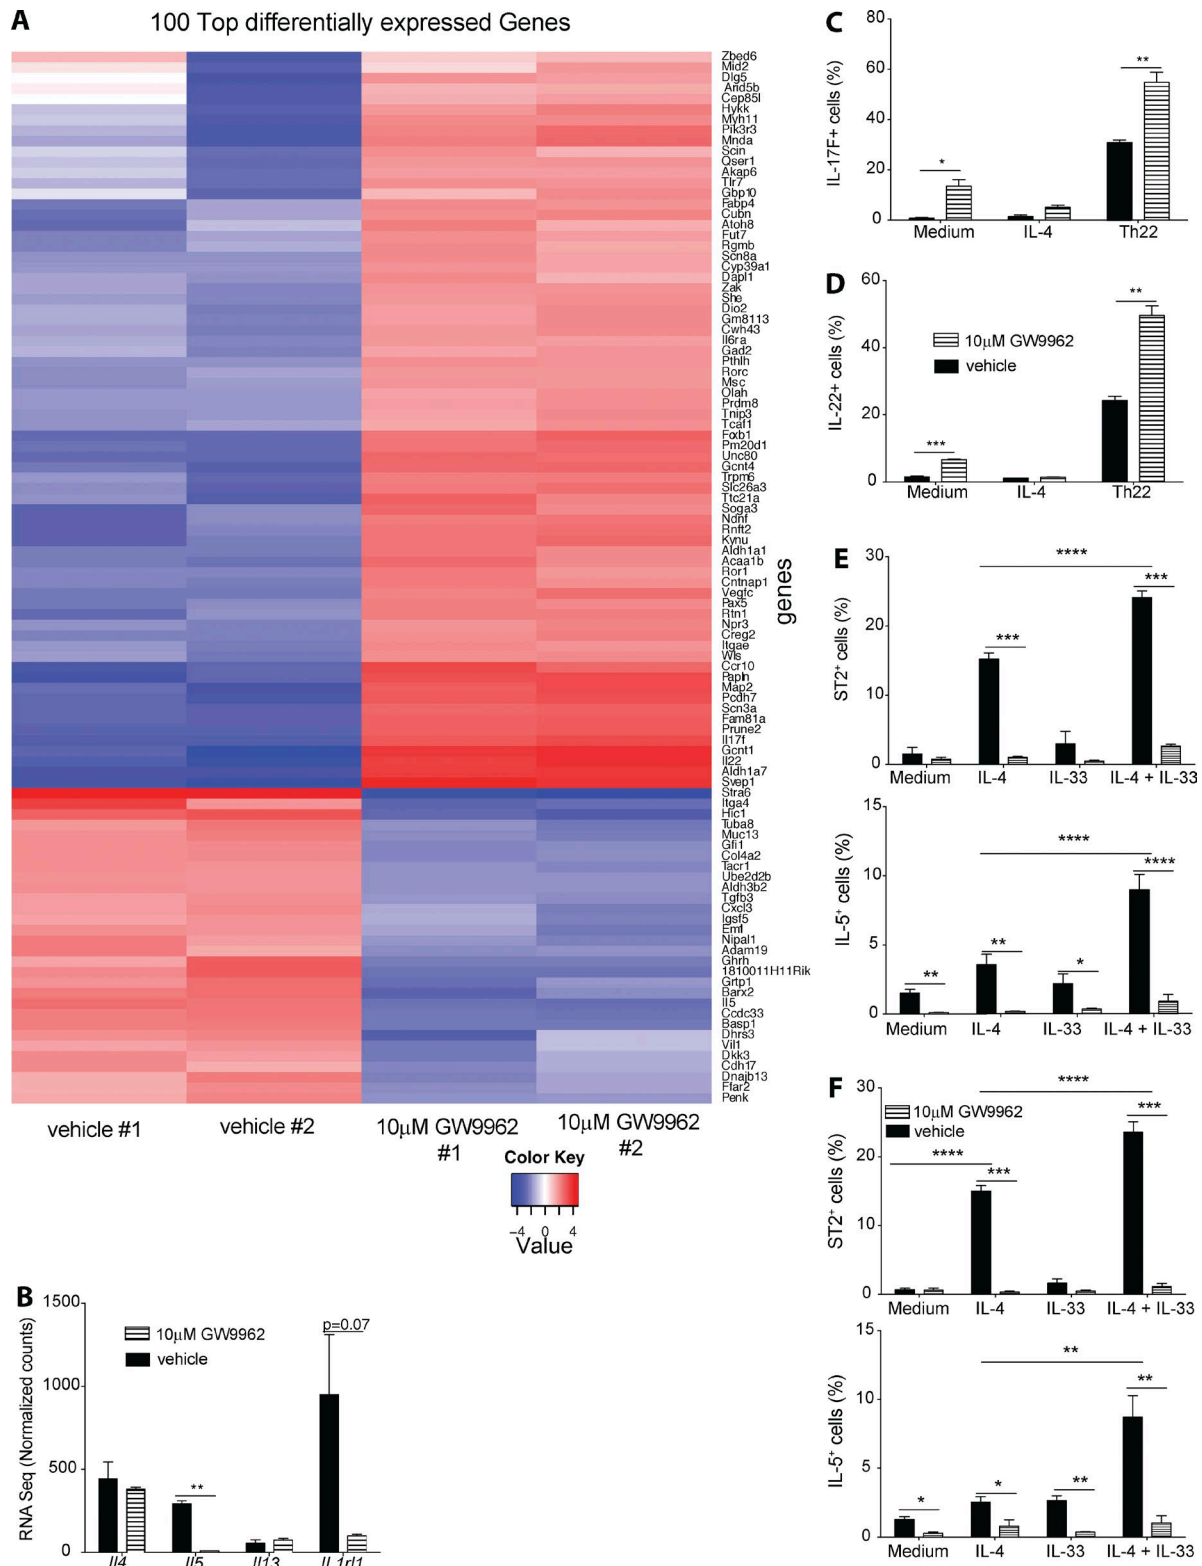 A
100 Top differentially expressed Genes
Zbed6
Mid2
Dlg5
Arid5b
Cep85l
Hykk
Myh11
Pik3r3
Mnda
Scin
Qser1
Akap6
Tlr7
Gbp10
Fabp4
Cubn
Atoh8
Fut7
Rgmb
Scn8a
Cyp39a1
Dapl1
Zak
She
Dio2
Gm8113
Cwh43
Il6ra
Gad2
Pthlh
Rorc
Msc
Olah
Prdm8
Tnip3
Tcaf1
Foxb1
Pm20d1
Unc80
Gcnt4
Trpm6
Slc26a3
Ttc21a
Soga3
Ndnf
Rnft2
Kynu
Aldh1a1
Acaa1b
Ror1
Cntnap1
Vegfc
Pax5
Rtn1
Npr3
Creg2
Itgae
Wls
Ccr10
Papln
Map2
Pcdh7
Scn3a
Fam81a
Prune2
Il17f
Gcnt1
Il22
Aldh1a7
Svep1
Stra6
Itga4
Hic1
Tuba8
Muc13
Gfi1
Col4a2
Tacr1
Ube2d2b
Aldh3b2
Tgfb3
Cxcl3
Igsf5
Eml
Nipal1
Adam19
Ghrh
1810011H11Rik
Grtp1
Barx2
Il5
Ccdc33
Basp1
Dhrs3
Vil1
Dkk3
Cdh17
Dnajb13
Ffar2
Penk
genes
vehicle #1
vehicle #2
10µM GW9962
#1
10µM GW9962
#2
Color Key
−4 0 4
Value
B
RNA Seq (Normalized counts)
1500
1000
500
0
10µM GW9962
vehicle
**
p=0.07
Il4 Il5 Il13 IL1rl1
C
IL-17F+ cells (%)
80
60
40
20
0
*
**
Medium IL-4 Th22
D
IL-22+ cells (%)
60
40
20
0
10µM GW9962
vehicle
***
**
Medium IL-4 Th22
E
ST2+ cells (%)
30
20
10
0
****
***
***
Medium IL-4 IL-33 IL-4 + IL-33
IL-5+ cells (%)
15
10
5
0
****
****
**
**
*
Medium IL-4 IL-33 IL-4 + IL-33
F
ST2+ cells (%)
30
20
10
0
10µM GW9962
vehicle
****
***
****
***
Medium IL-4 IL-33 IL-4 + IL-33
IL-5+ cells (%)
15
10
5
0
**
**
*
*
**
Medium IL-4 IL-33 IL-4 + IL-33